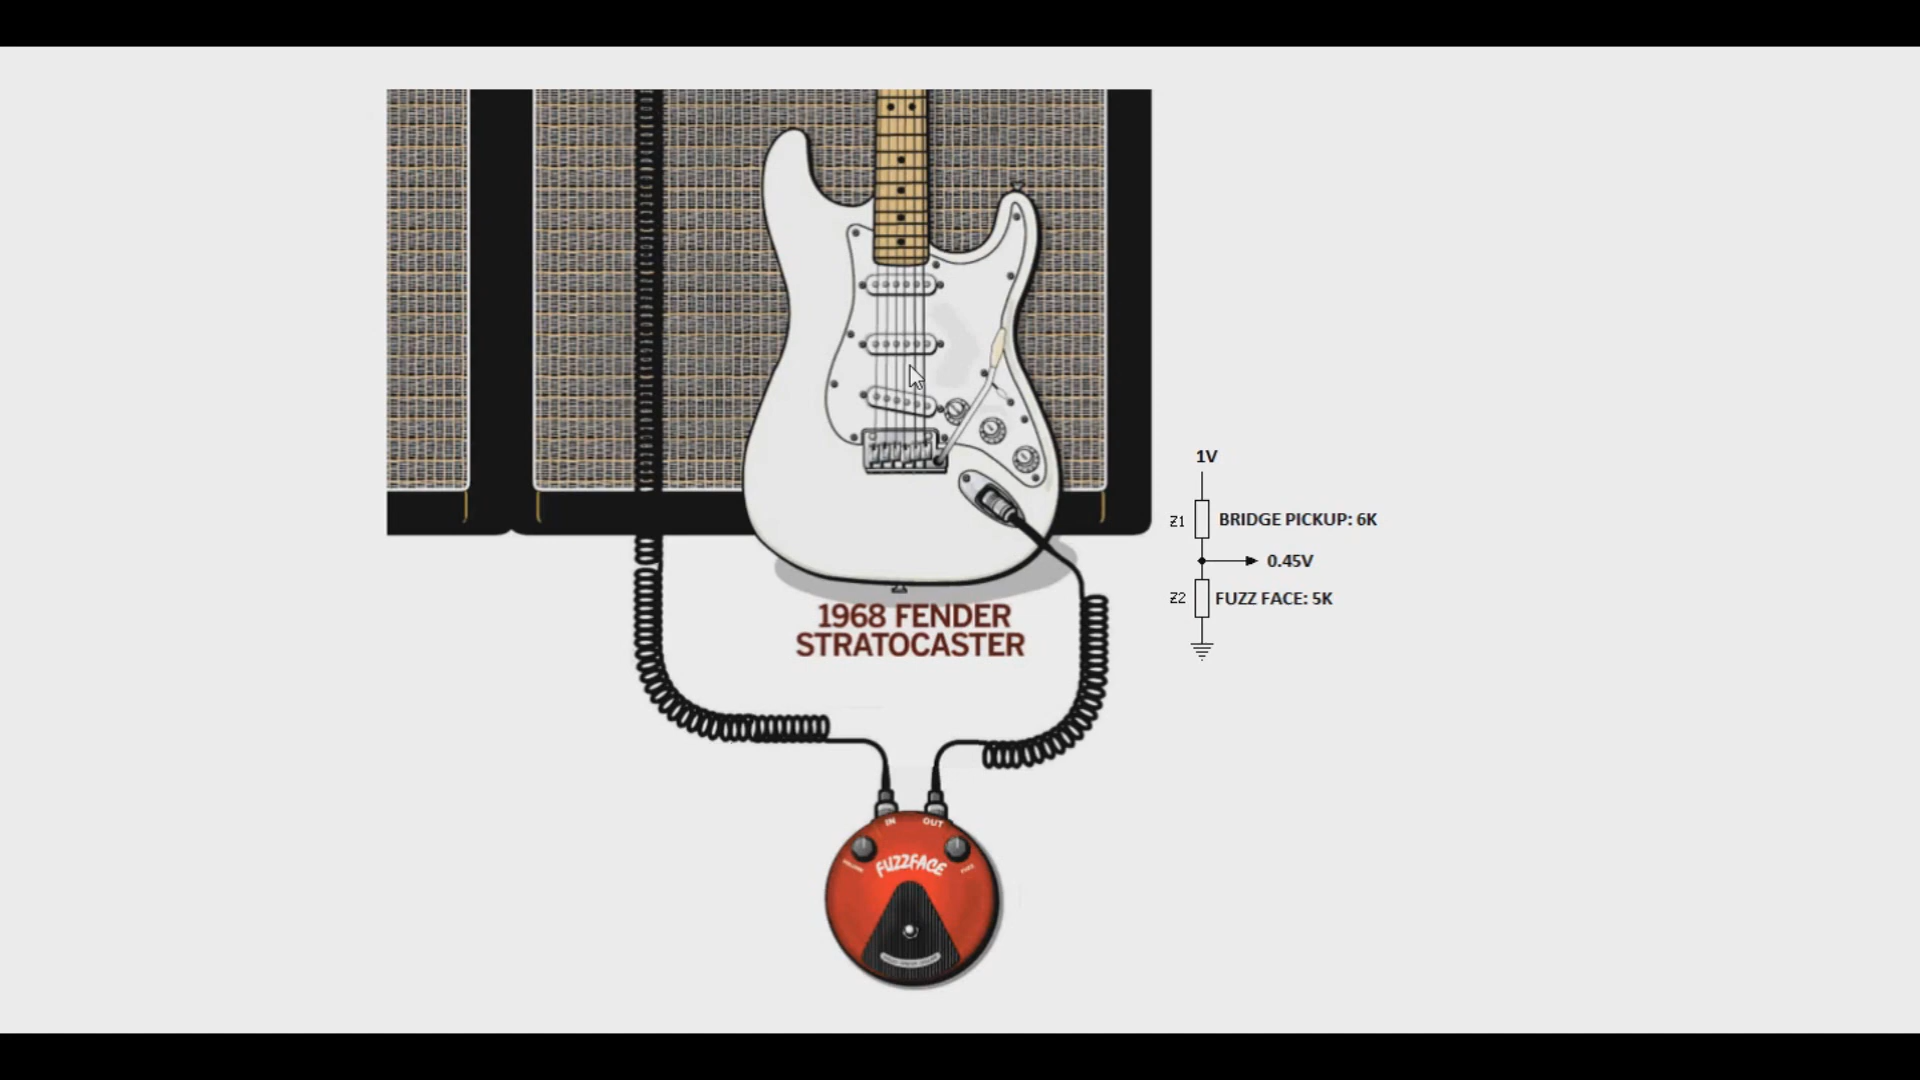 1V
Z1
BRIDGE PICKUP: 6K
0.45V
Z2
FUZZ FACE: 5K
1968 FENDER
STRATOCASTER
IN
OUT
FUZZFACE